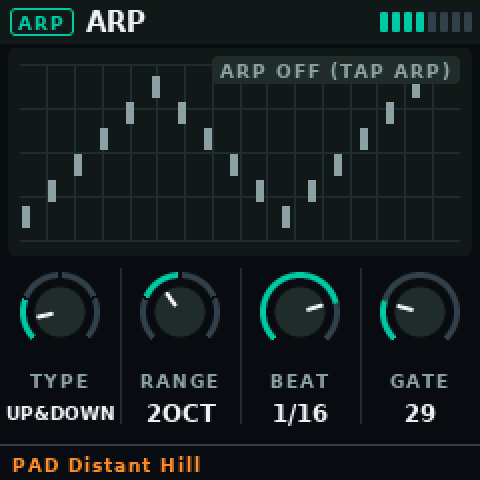 ARP ARP
ARP OFF (TAP ARP)
TYPE RANGE BEAT GATE
UP&DOWN 2OCT 1/16 29
PAD Distant Hill